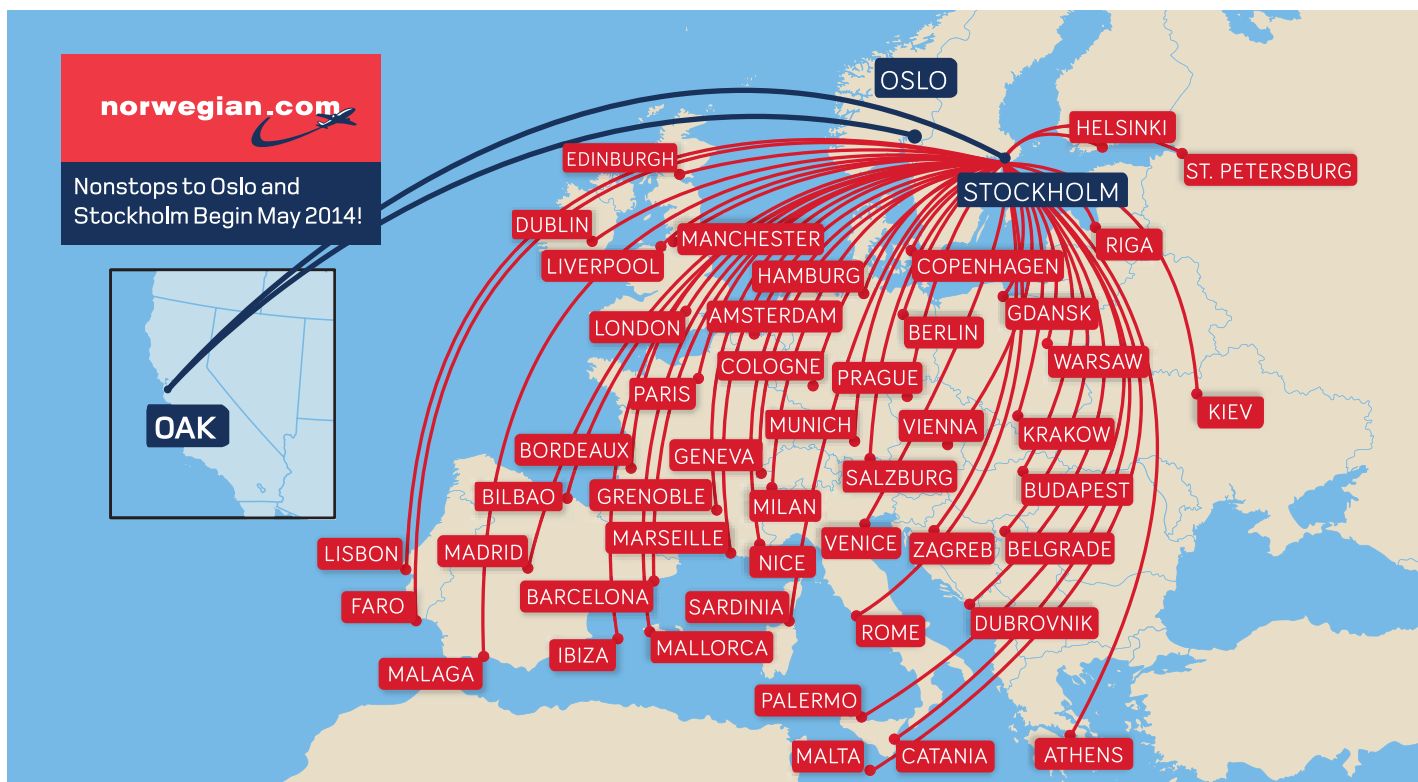 norwegian.com
Nonstops to Oslo and
Stockholm Begin May 2014!
OAK
OSLO
STOCKHOLM
HELSINKI
ST. PETERSBURG
EDINBURGH
DUBLIN
LIVERPOOL
MANCHESTER
RIGA
HAMBURG
COPENHAGEN
LONDON
AMSTERDAM
BERLIN
GDANSK
COLOGNE
PRAGUE
WARSAW
PARIS
KIEV
MUNICH
VIENNA
KRAKOW
BORDEAUX
GENEVA
SALZBURG
BUDAPEST
BILBAO
GRENOBLE
MILAN
LISBON
MADRID
MARSEILLE
NICE
VENICE
ZAGREB
BELGRADE
FARO
BARCELONA
SARDINIA
ROME
DUBROVNIK
MALAGA
IBIZA
MALLORCA
PALERMO
MALTA
CATANIA
ATHENS